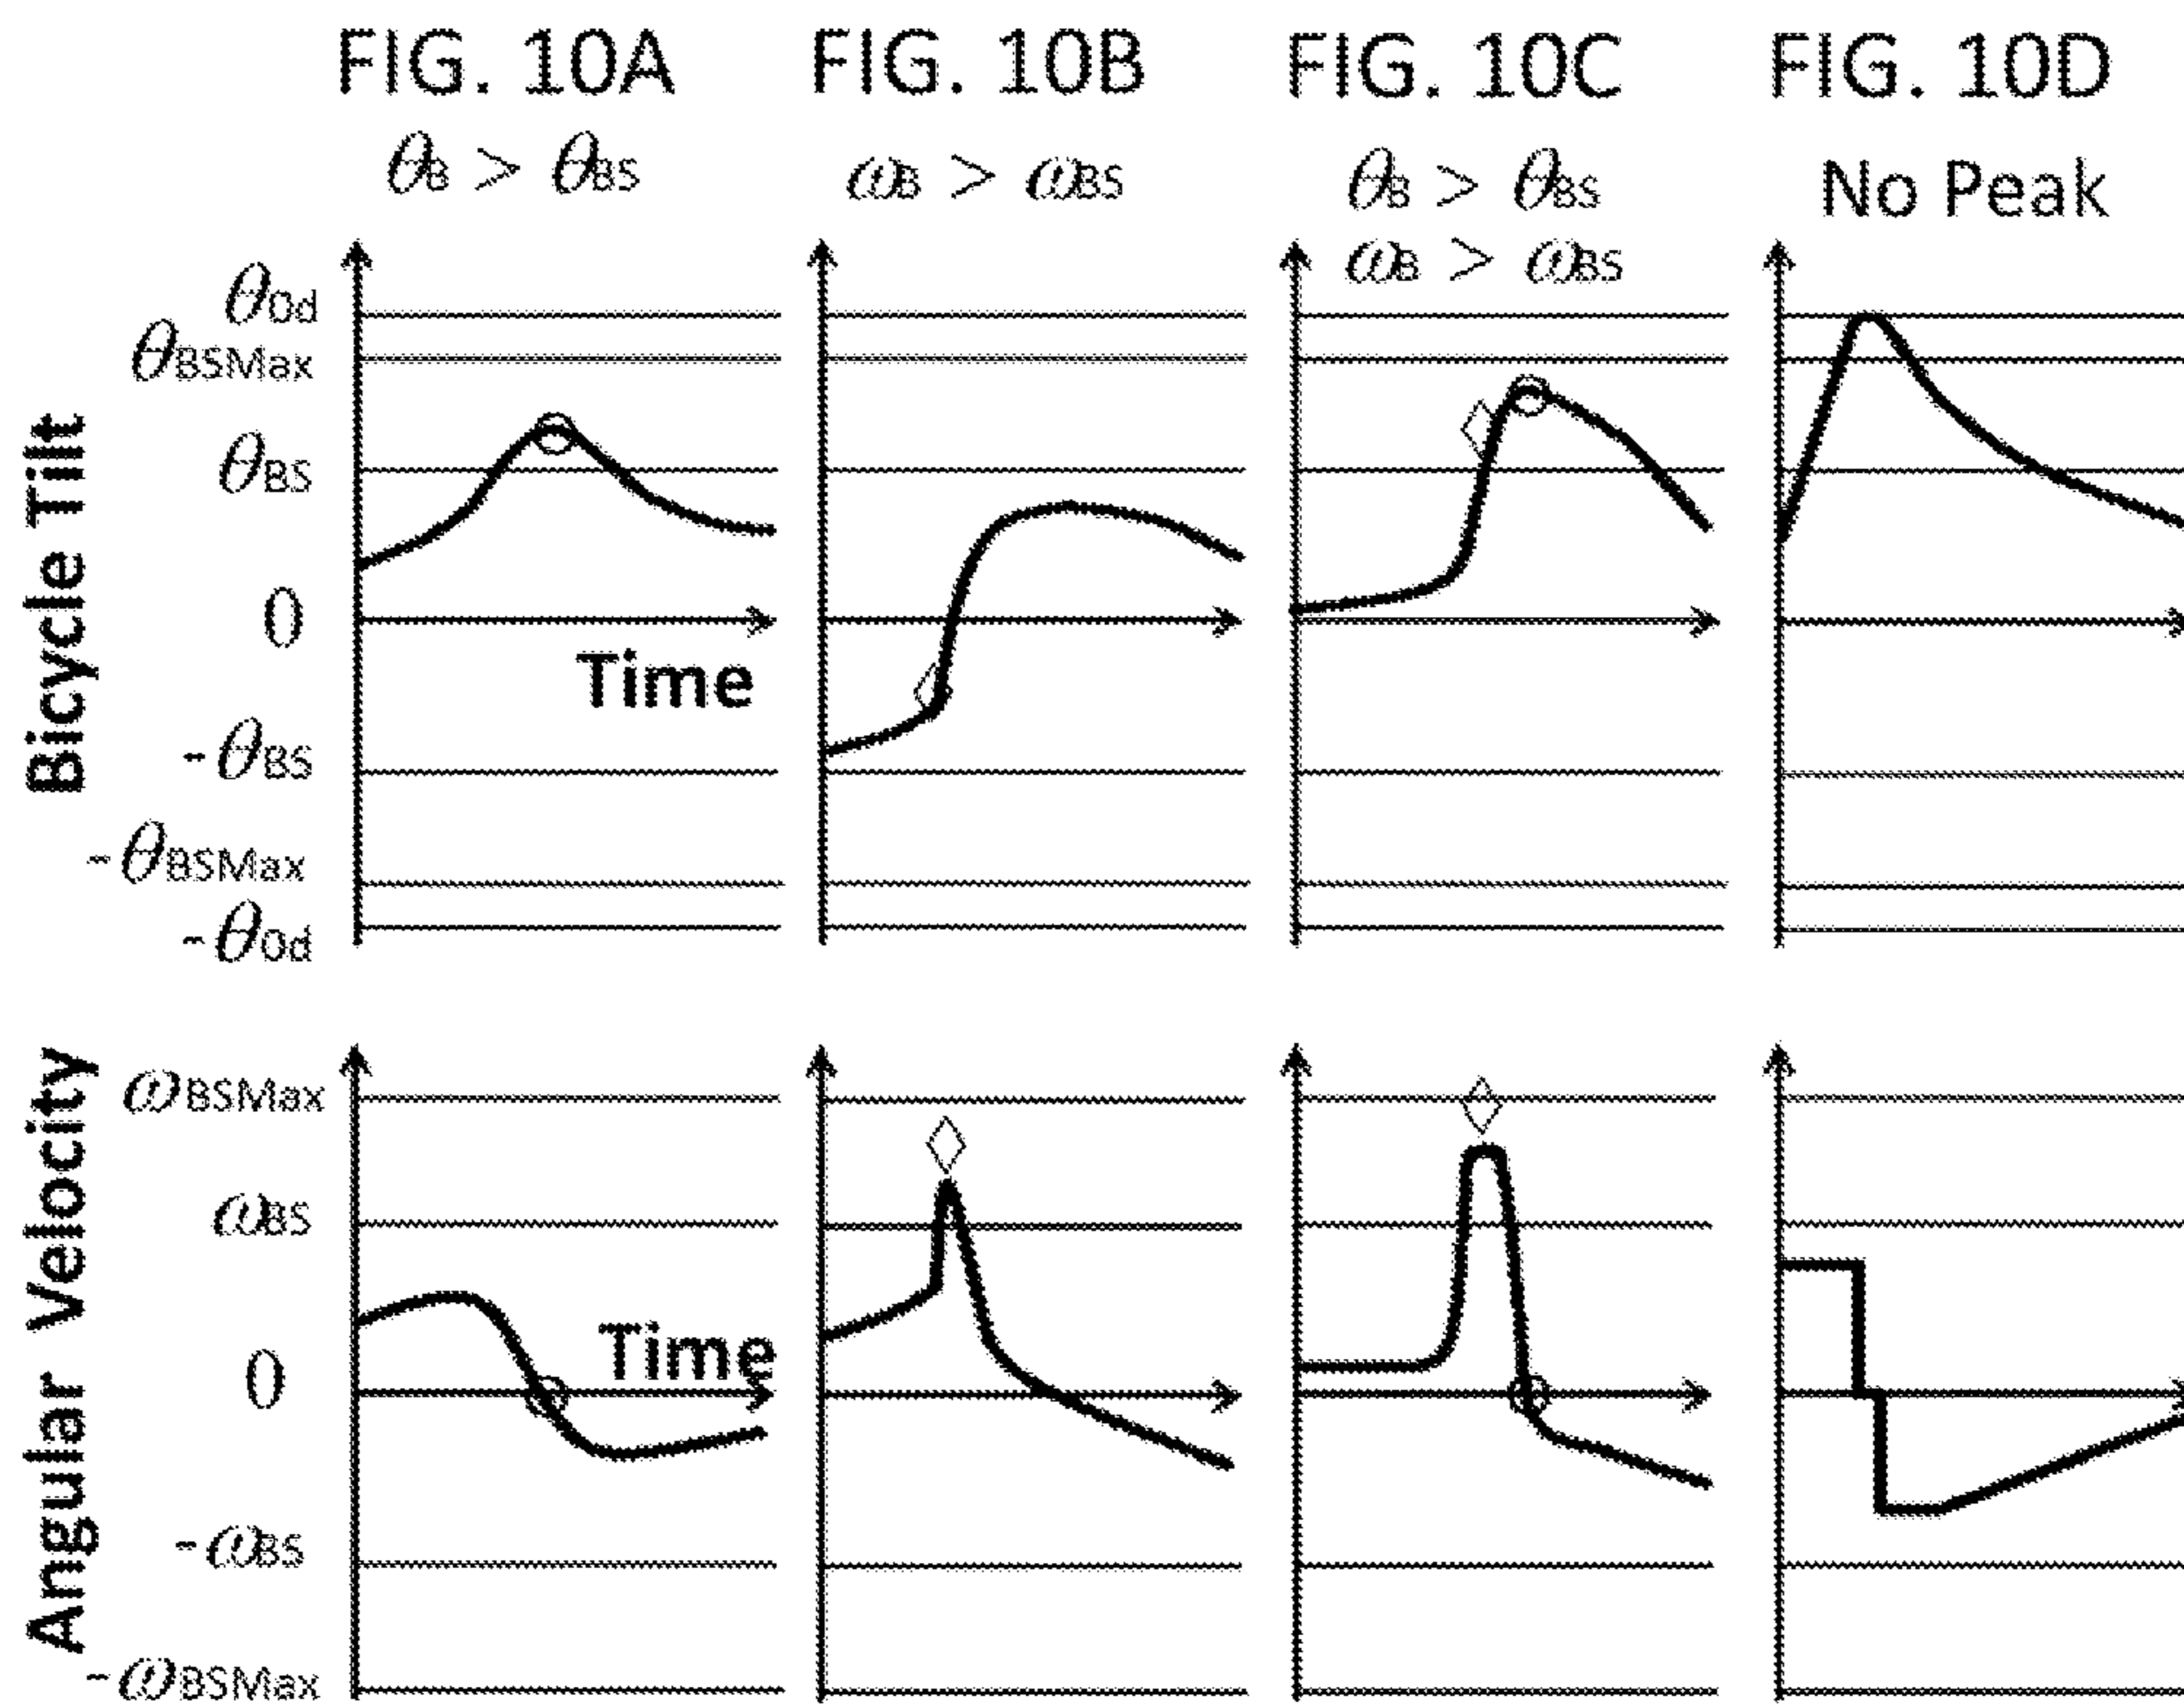 FIG. 10A FIG. 10B FIG. 10C FIG. 10D
θB > θBS
ωB > ωBS
θB > θBS
ωB > ωBS
No Peak
Bicycle Tilt
θOd
θBSMax
θBS
0
-θBS
-θBSMax
-θOd
Time
Angular Velocity
ωBSMax
ωBS
0
-ωBS
-ωBSMax
Time